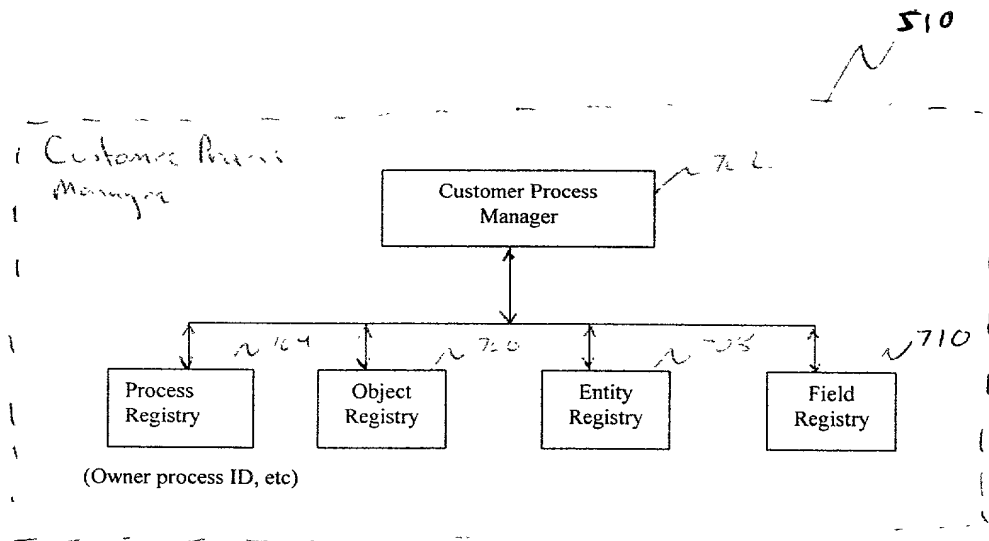 510
Customer Process
Manager
702
Customer Process
Manager
710
Process
Registry
Object
Registry
Entity
Registry
Field
Registry
(Owner process ID, etc)